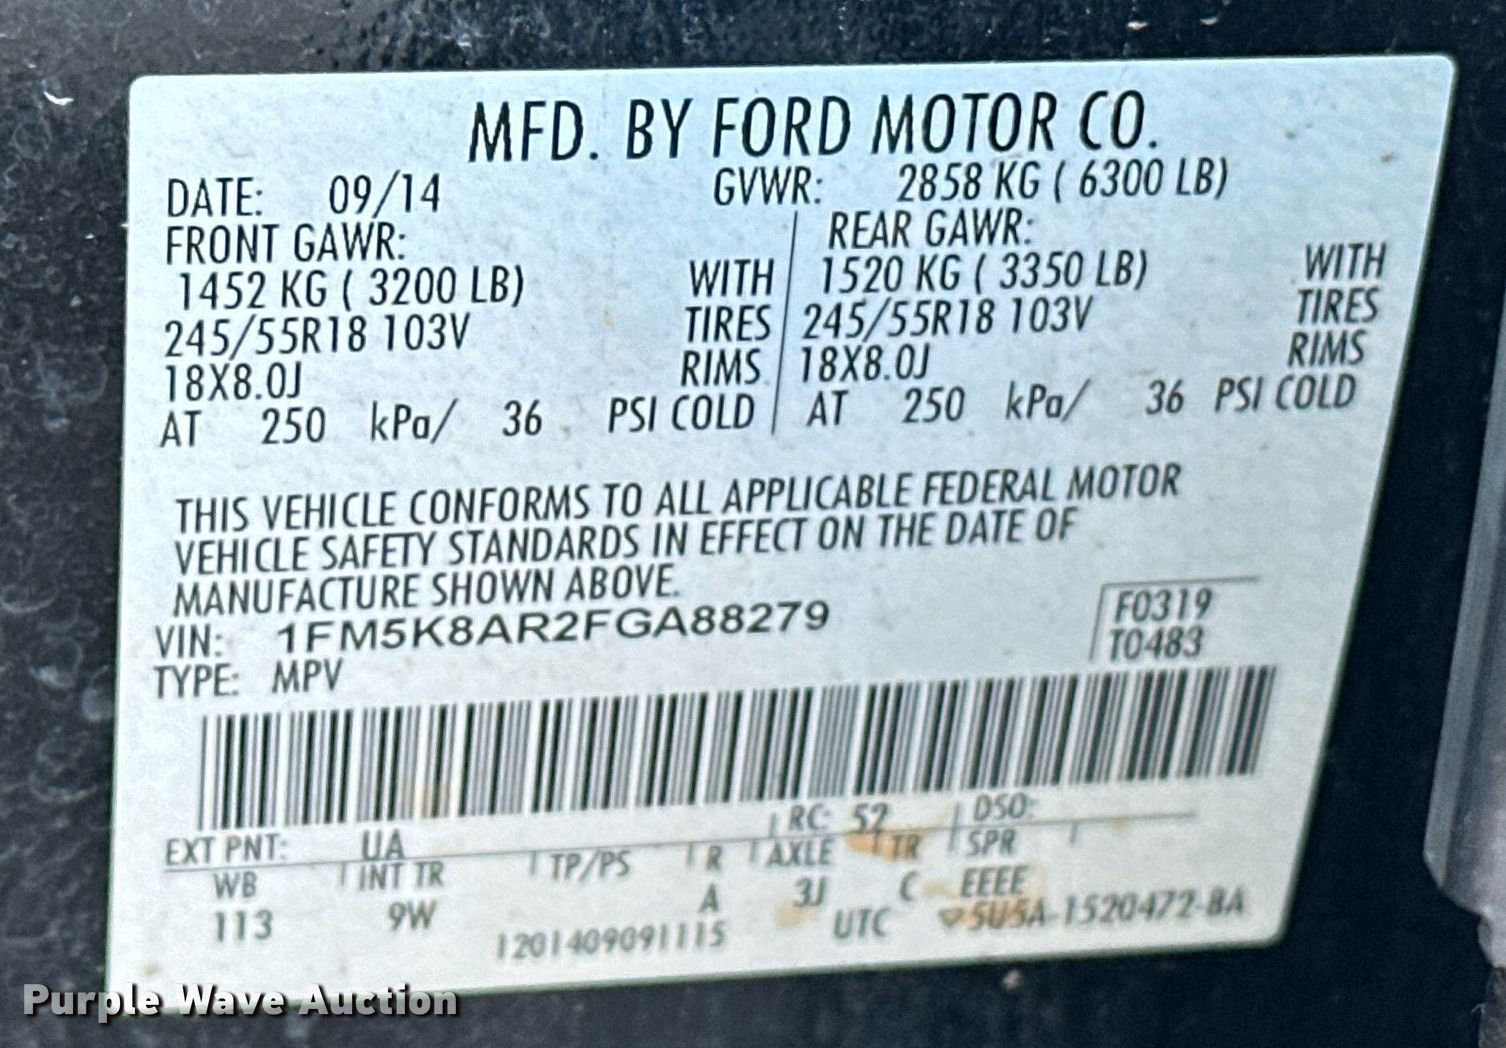 MFD. BY FORD MOTOR CO.
DATE: 09/14 GVWR: 2858 KG ( 6300 LB)
FRONT GAWR: REAR GAWR:
1452 KG ( 3200 LB) WITH 1520 KG ( 3350 LB) WITH
245/55R18 103V TIRES 245/55R18 103V TIRES
18X8.0J RIMS 18X8.0J RIMS
AT 250 kPa/ 36 PSI COLD AT 250 kPa/ 36 PSI COLD
THIS VEHICLE CONFORMS TO ALL APPLICABLE FEDERAL MOTOR
VEHICLE SAFETY STANDARDS IN EFFECT ON THE DATE OF
MANUFACTURE SHOWN ABOVE.
VIN: 1FM5K8AR2FGA88279 F0319
TYPE: MPV T0483
EXT PNT: UA RC: 52 DSO:
WB INT TR TP/PS R AXLE TR SPR
113 9W A 3J C EEEE
1201409091115 UTC 5U5A-1520472-BA
Purple Wave Auction